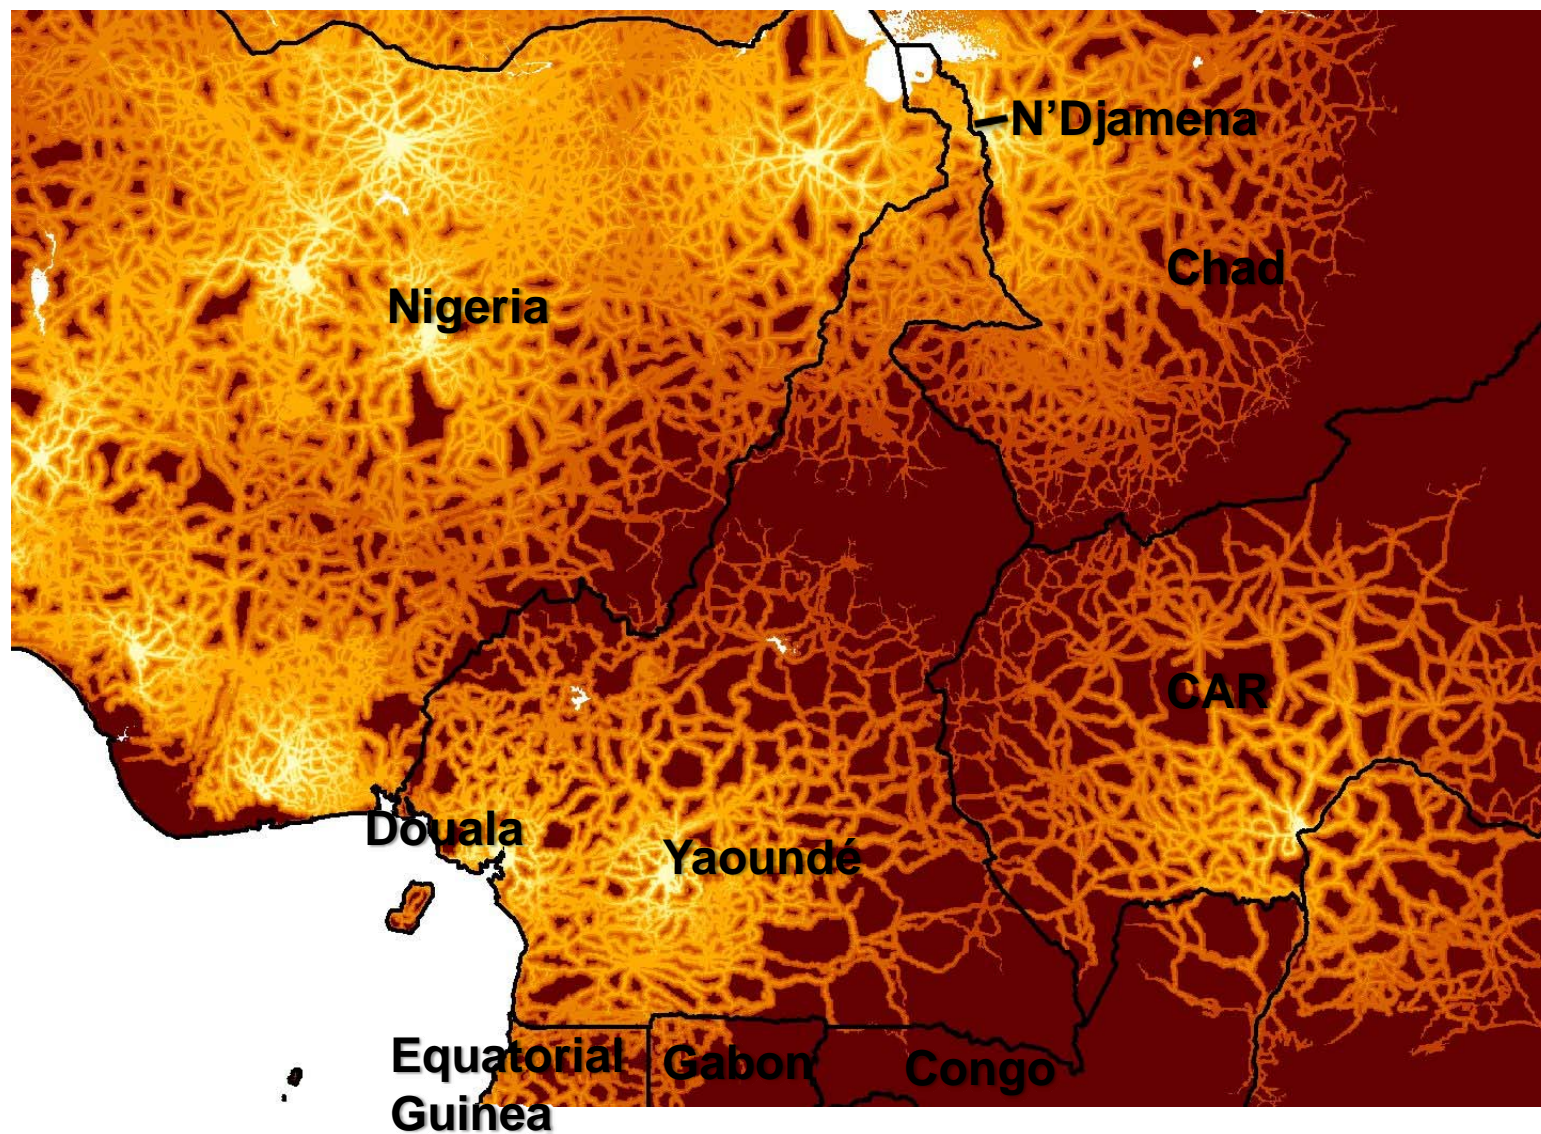 N’Djamena
Chad
Nigeria
CAR
Douala
Yaoundé
Equatorial
Guinea
Gabon
Congo